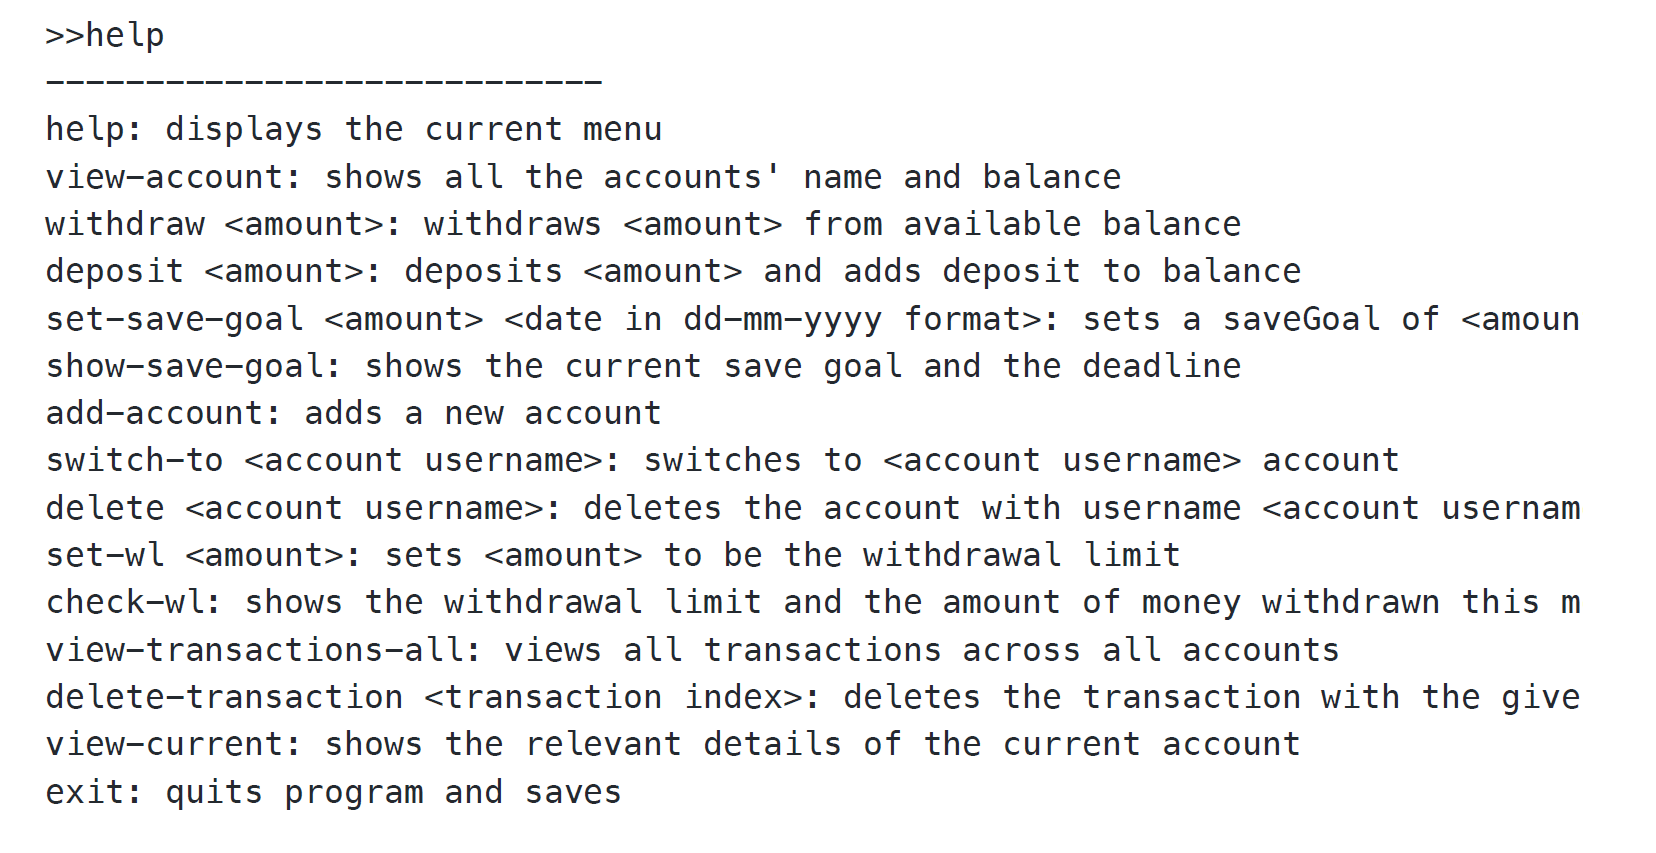 >>help
----------------------------
help: displays the current menu
view-account: shows all the accounts' name and balance
withdraw <amount>: withdraws <amount> from available balance
deposit <amount>: deposits <amount> and adds deposit to balance
set-save-goal <amount> <date in dd-mm-yyyy format>: sets a saveGoal of <amoun
show-save-goal: shows the current save goal and the deadline
add-account: adds a new account
switch-to <account username>: switches to <account username> account
delete <account username>: deletes the account with username <account usernam
set-wl <amount>: sets <amount> to be the withdrawal limit
check-wl: shows the withdrawal limit and the amount of money withdrawn this m
view-transactions-all: views all transactions across all accounts
delete-transaction <transaction index>: deletes the transaction with the give
view-current: shows the relevant details of the current account
exit: quits program and saves